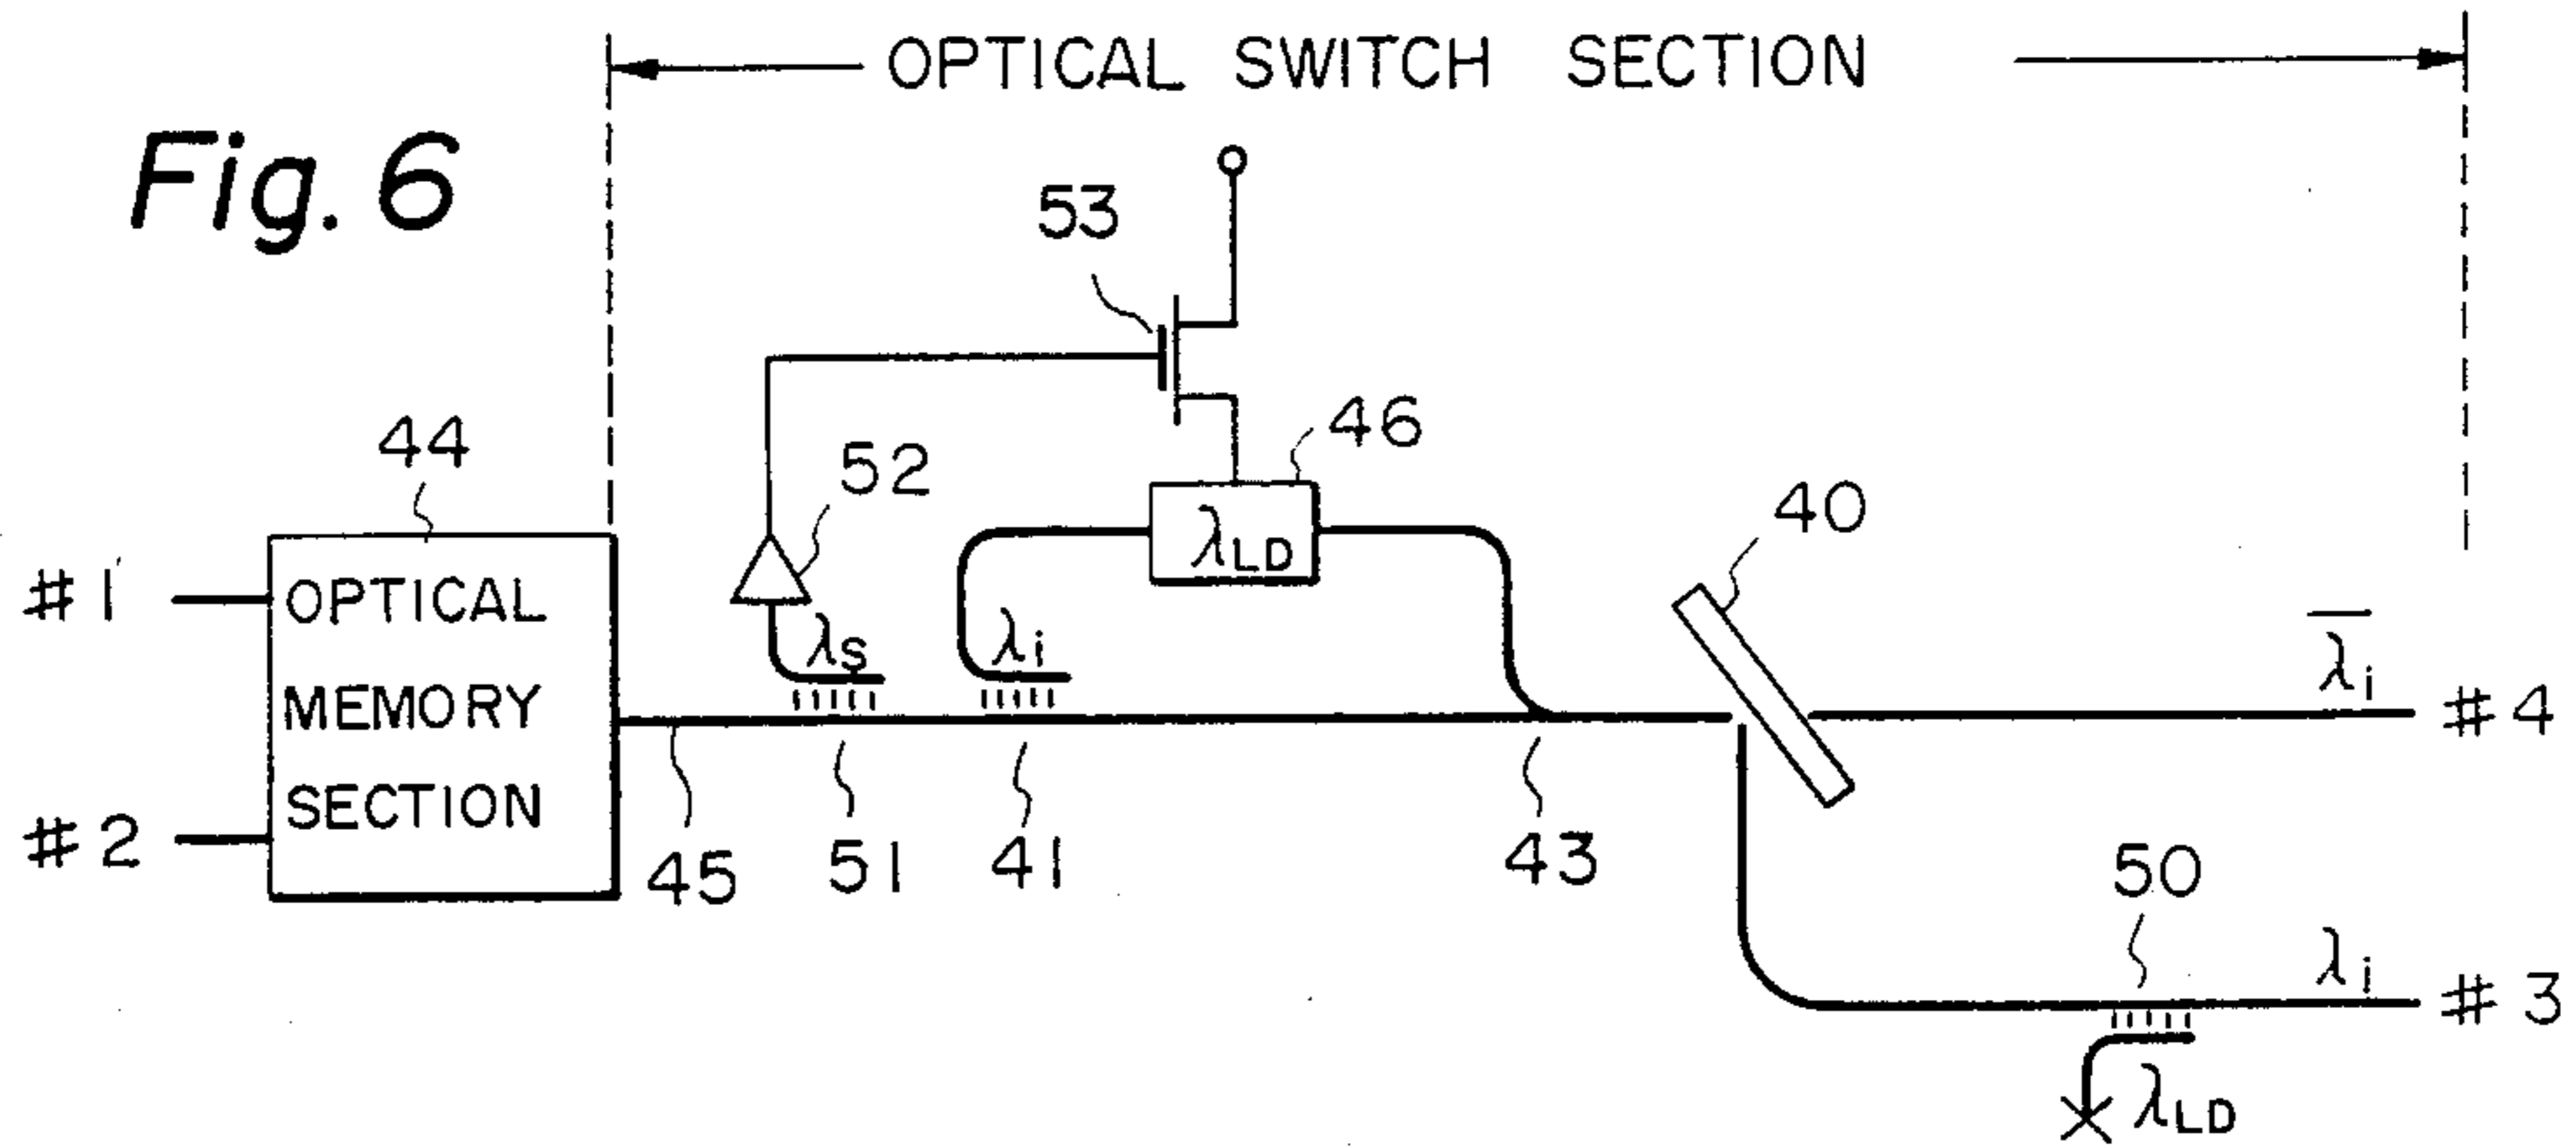 OPTICAL SWITCH SECTION
Fig. 6
53
44
52
46
40
#1
OPTICAL
MEMORY
SECTION
λS
λi
λLD
λ̅i
#4
#2
45
51
41
43
50
λi
#3
λLD